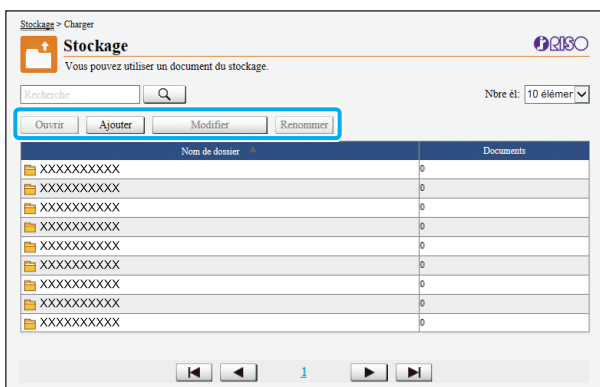 Stockage > Charger
Stockage
RISO
Vous pouvez utiliser un document du stockage.
Recherche
Nbre él: 10 élémer
Ouvrir Ajouter Modifier Renommer
Nom de dossier Documents
XXXXXXXXXX 0
XXXXXXXXXX 0
XXXXXXXXXX 0
XXXXXXXXXX 0
XXXXXXXXXX 0
XXXXXXXXXX 0
XXXXXXXXXX 0
XXXXXXXXXX 0
XXXXXXXXXX 0
1